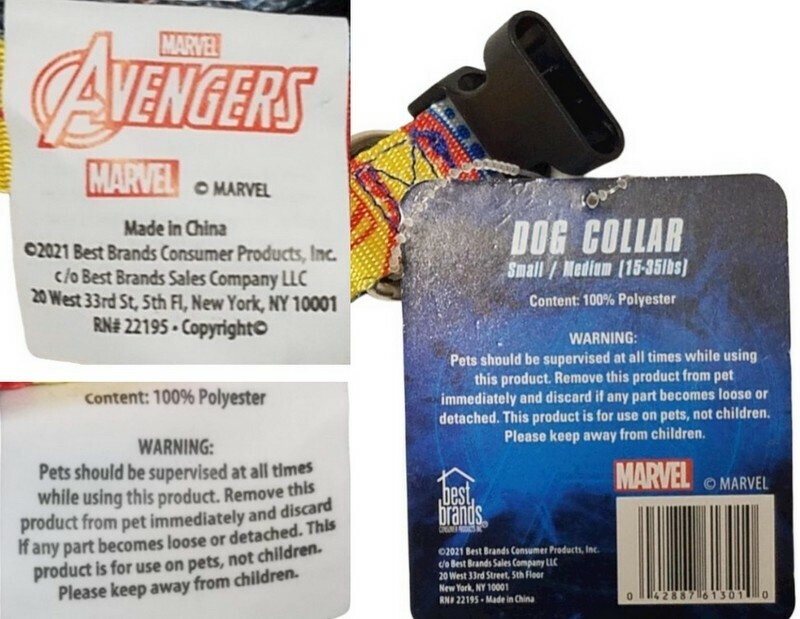 MARVEL
AVENGERS
MARVEL © MARVEL
Made in China
©2021 Best Brands Consumer Products, Inc.
c/o Best Brands Sales Company LLC
20 West 33rd St, 5th Fl, New York, NY 10001
RN# 22195 • Copyright©
Content: 100% Polyester
WARNING:
Pets should be supervised at all times
while using this product. Remove this
product from pet immediately and discard
If any part becomes loose or detached. This
product is for use on pets, not children.
Please keep away from children.
DOG COLLAR
Small / Medium (15-35lbs)
Content: 100% Polyester
WARNING:
Pets should be supervised at all times while using
this product. Remove this product from pet
immediately and discard if any part becomes loose or
detached. This product is for use on pets, not children.
Please keep away from children.
MARVEL © MARVEL
best
brands
CONSUMER PRODUCTS INC®
©2021 Best Brands Consumer Products, Inc.
c/o Best Brands Sales Company LLC
20 West 33rd Street, 5th Floor
New York, NY 10001
RN# 22195 • Made in China
0 42887 61301 0